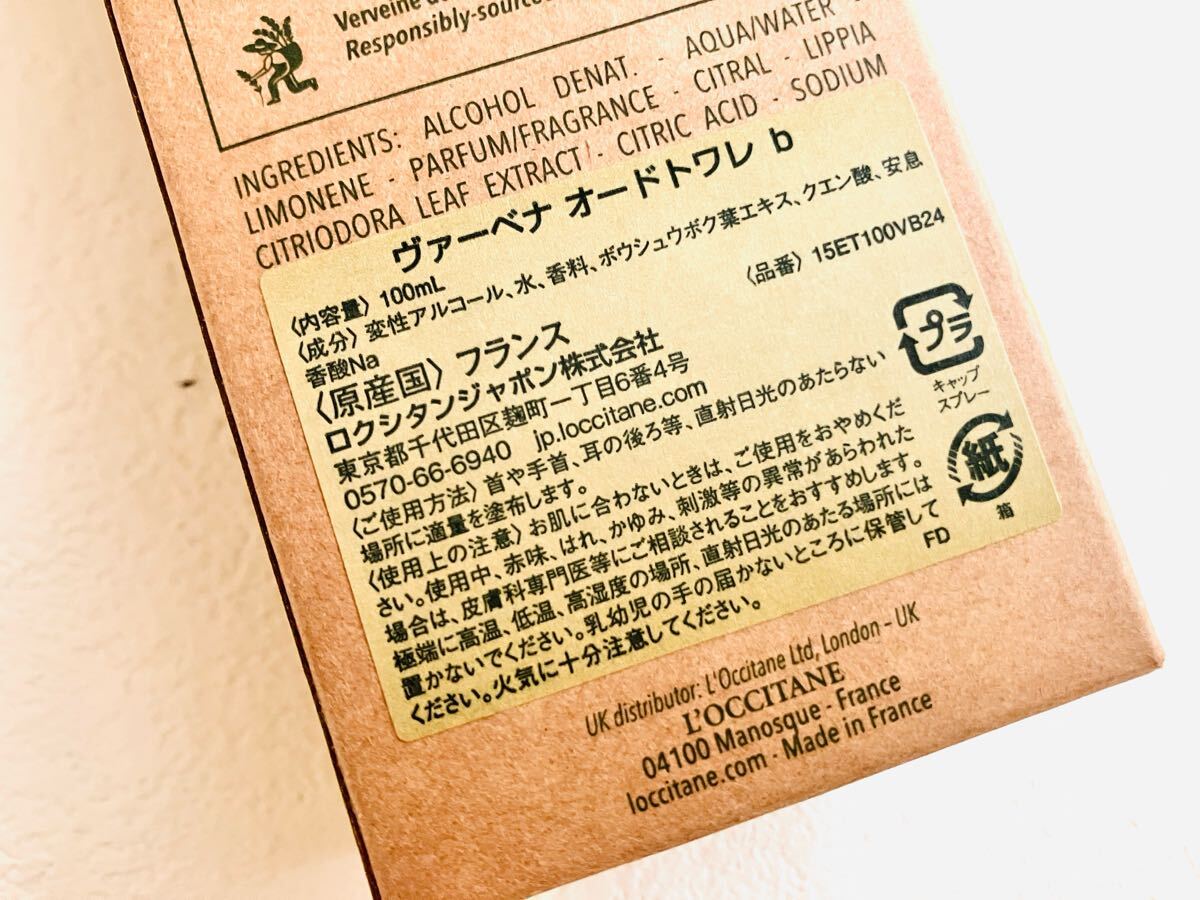 Verveine
Responsibly-source
INGREDIENTS: ALCOHOL DENAT. - AQUA/WATER -
LIMONENE - PARFUM/FRAGRANCE - CITRAL - LIPPIA
CITRIODORA LEAF EXTRACT - CITRIC ACID - SODIUM
ヴァーベナ オードトワレ b
〈内容量〉 100mL
〈品番〉 15ET100VB24
〈成分〉 変性アルコール、水、香料、ボウシュウボク葉エキス、クエン酸、安息
香酸Na
〈原産国〉 フランス
ロクシタンジャポン株式会社
東京都千代田区麹町一丁目6番4号
0570-66-6940 jp.loccitane.com
〈ご使用方法〉 首や手首、耳の後ろ等、直射日光のあたらない
場所に適量を塗布します。
〈使用上の注意〉 お肌に合わないときは、ご使用をおやめくだ
さい。使用中、赤味、はれ、かゆみ、刺激等の異常があらわれた
場合は、皮膚科専門医等にご相談されることをおすすめします。
極端に高温、低温、高湿度の場所、直射日光のあたる場所には
置かないでください。乳幼児の手の届かないところに保管して
ください。火気に十分注意してください。
FD
プラ
キャップ
スプレー
紙
箱
UK distributor: L'Occitane Ltd, London - UK
L'OCCITANE
04100 Manosque - France
loccitane.com - Made in France